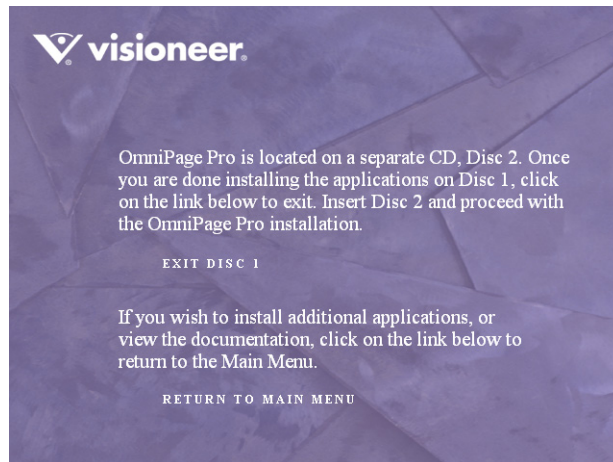 visioneer.
OmniPage Pro is located on a separate CD, Disc 2. Once
you are done installing the applications on Disc 1, click
on the link below to exit. Insert Disc 2 and proceed with
the OmniPage Pro installation.
EXIT DISC 1
If you wish to install additional applications, or
view the documentation, click on the link below to
return to the Main Menu.
RETURN TO MAIN MENU